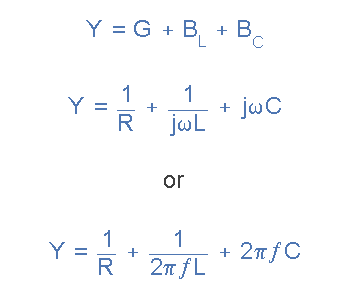 Y = G + B_L + B_C
Y = 1/R + 1/jωL + jωC
or
Y = 1/R + 1/2πfL + 2πfC